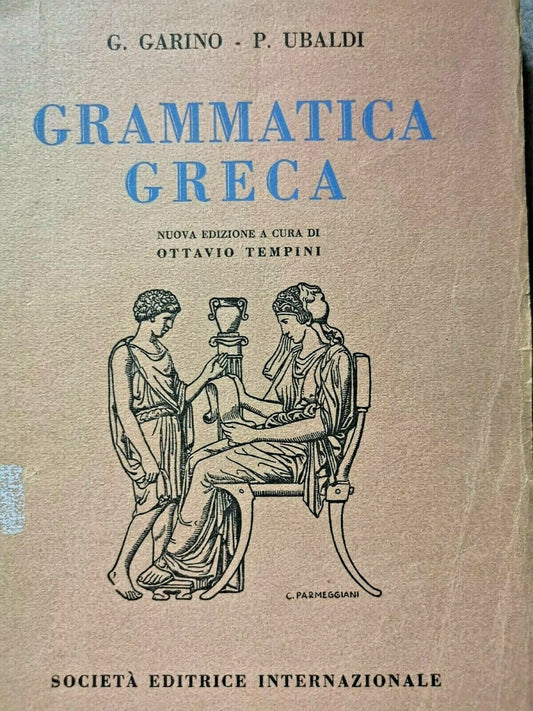 G. GARINO - P. UBALDI
GRAMMATICA
GRECA
NUOVA EDIZIONE A CURA DI
OTTAVIO TEMPINI
C. PARMEGGIANI
SOCIETÀ EDITRICE INTERNAZIONALE